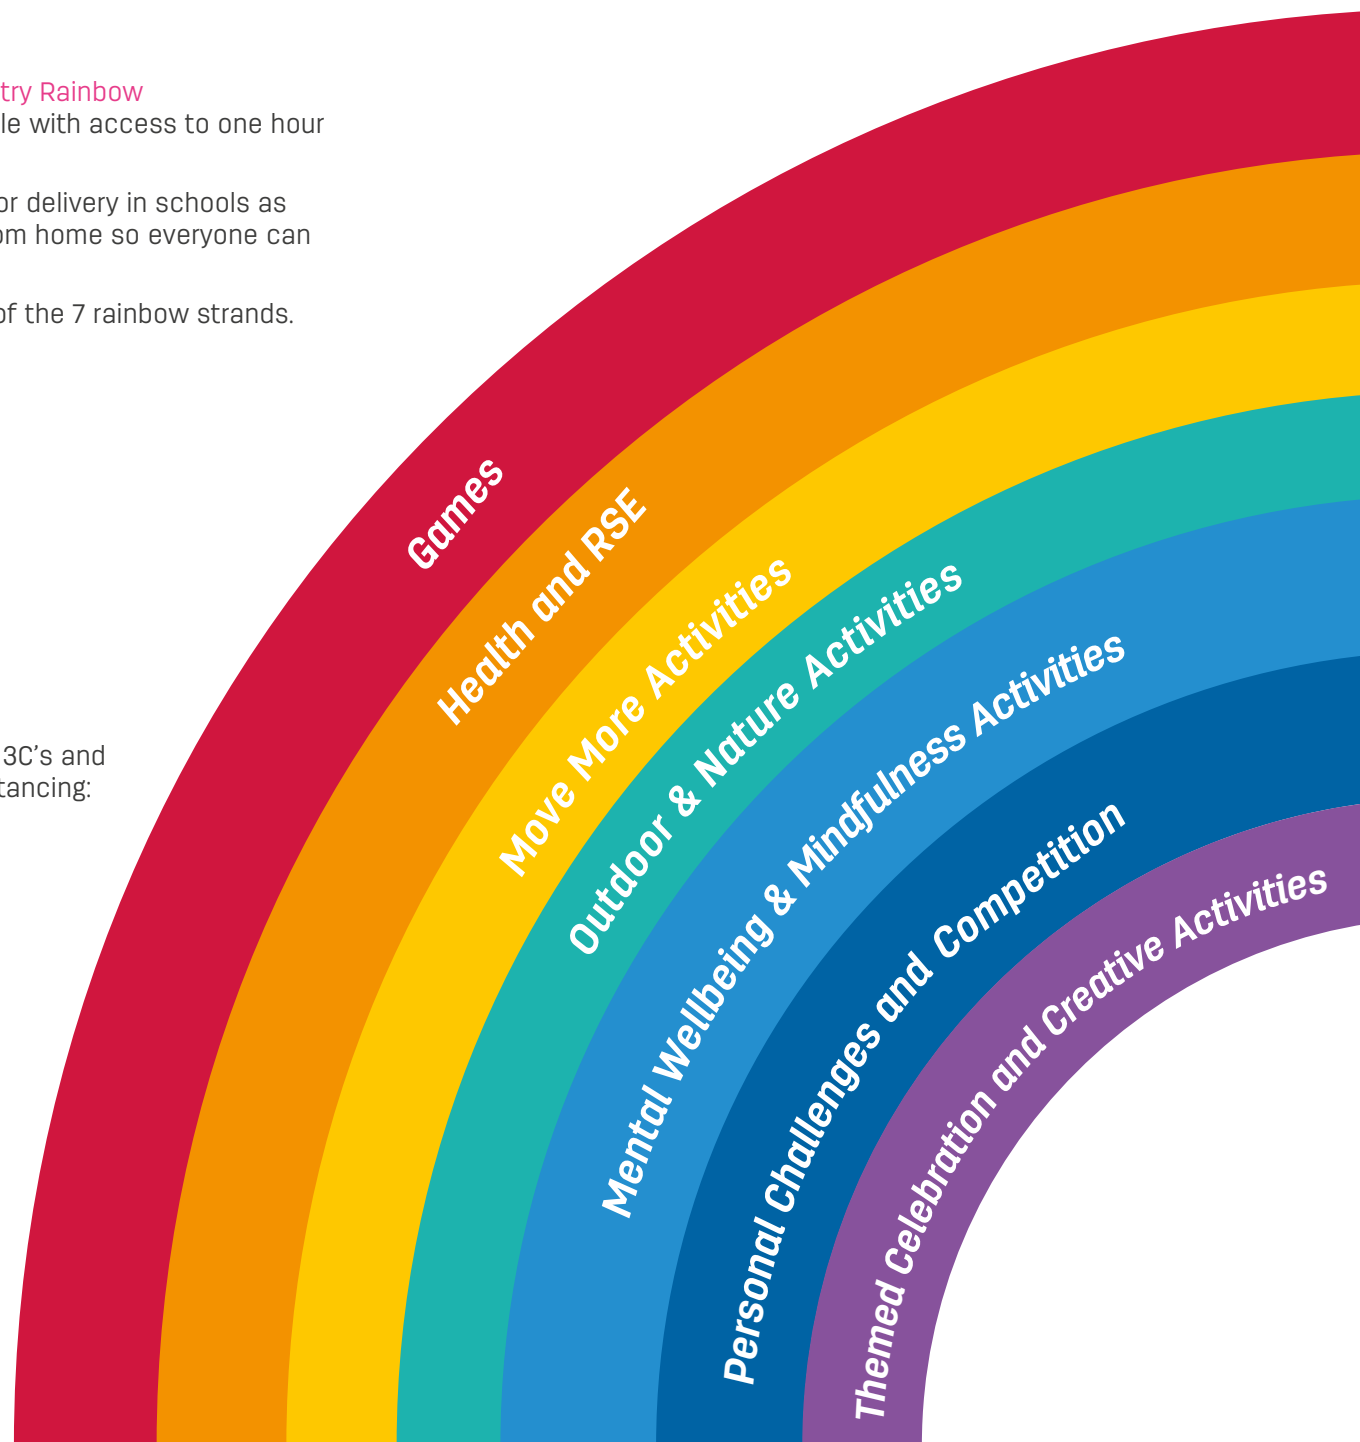 try Rainbow
le with access to one hour
or delivery in schools as
om home so everyone can
of the 7 rainbow strands.
3C's and
tancing:
Games
Health and RSE
Move More Activities
Outdoor & Nature Activities
Mental Wellbeing & Mindfulness Activities
Personal Challenges and Competition
Themed Celebration and Creative Activities